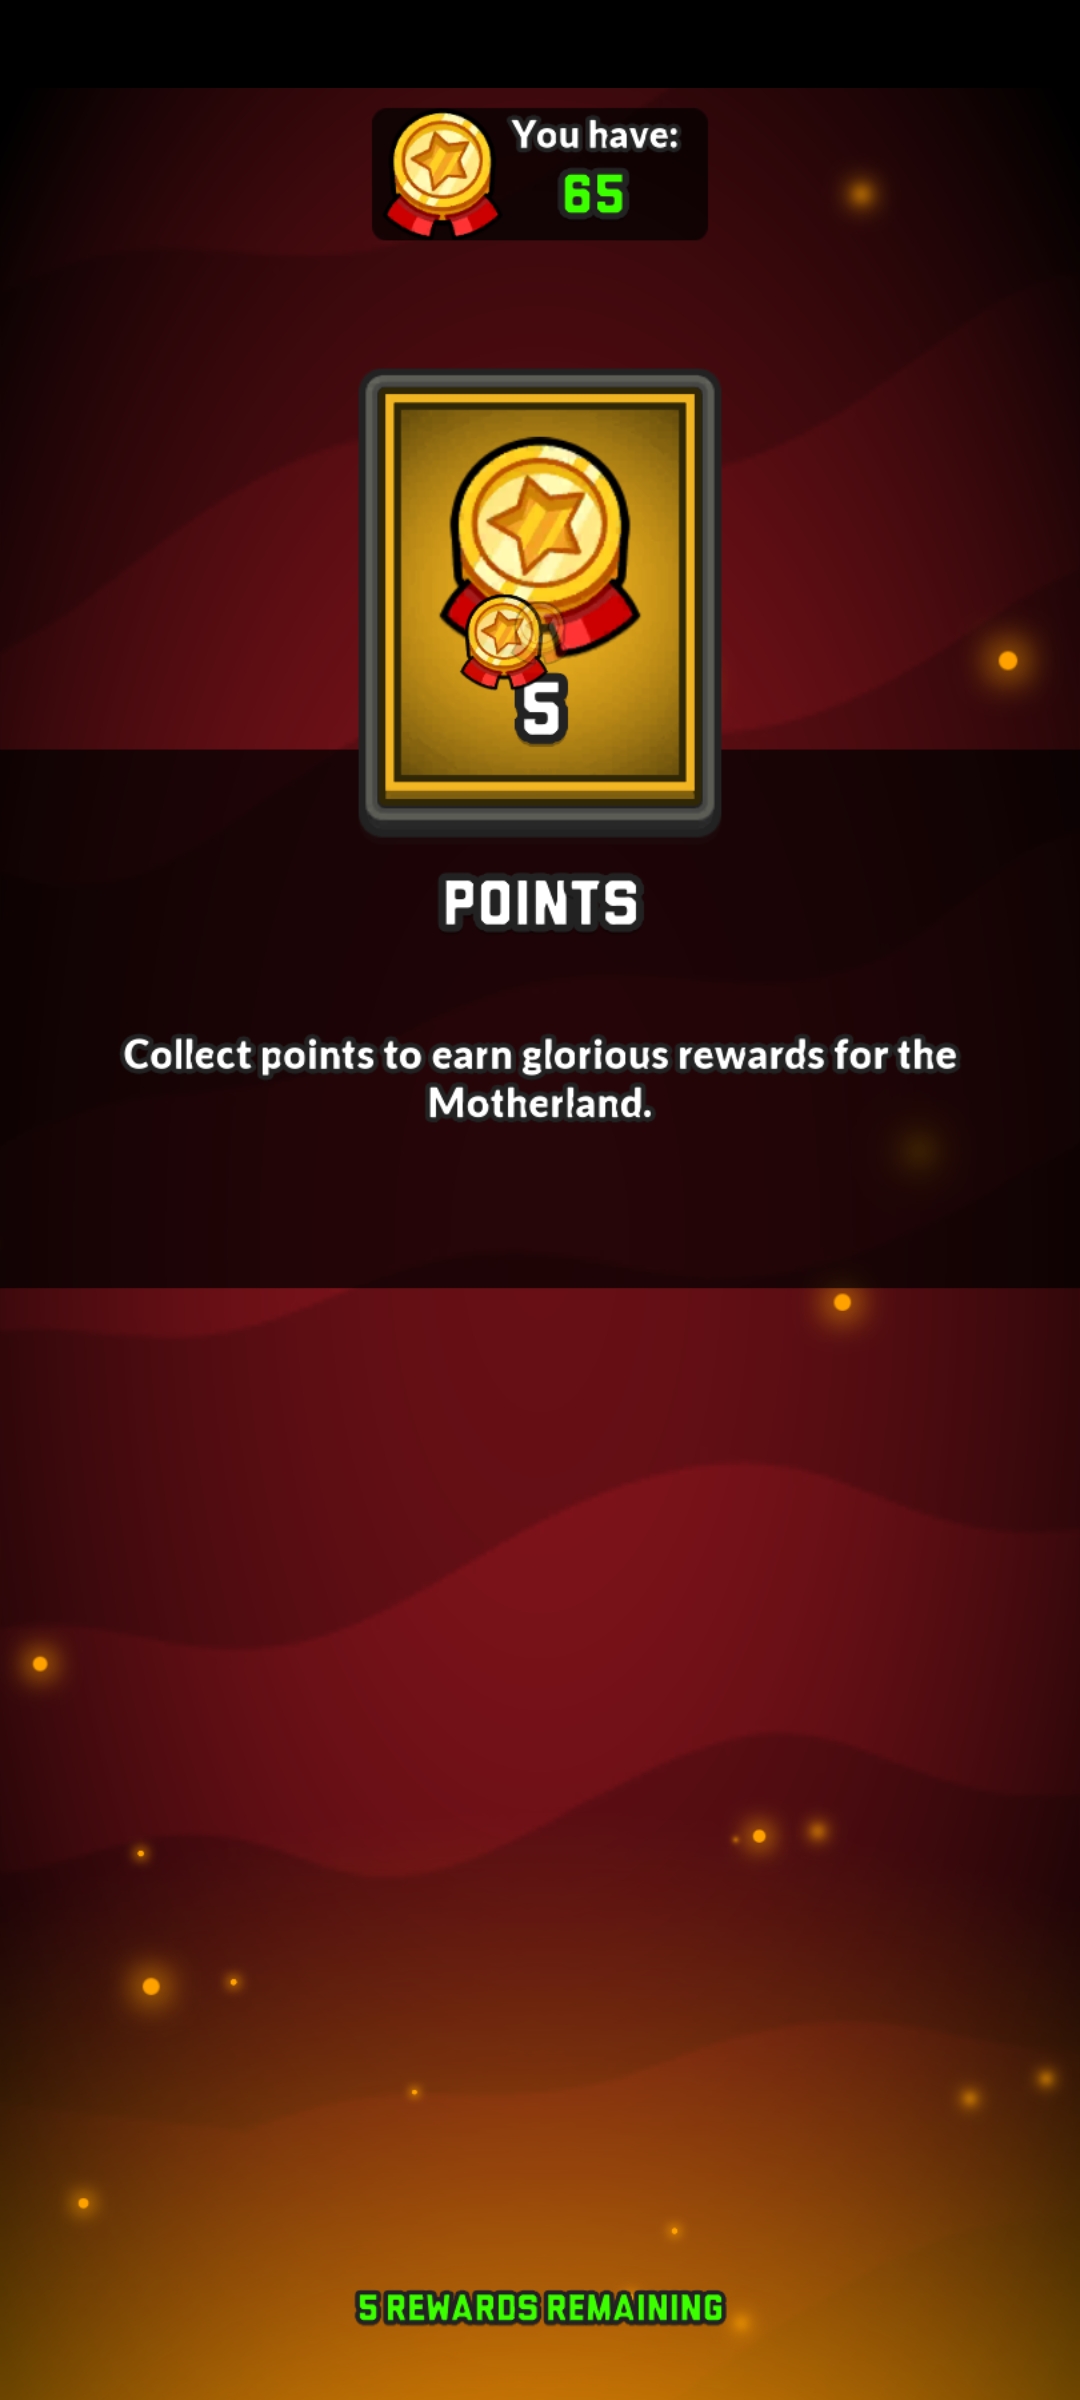 You have:
65
5
POINTS
Collect points to earn glorious rewards for the
Motherland.
5 REWARDS REMAINING